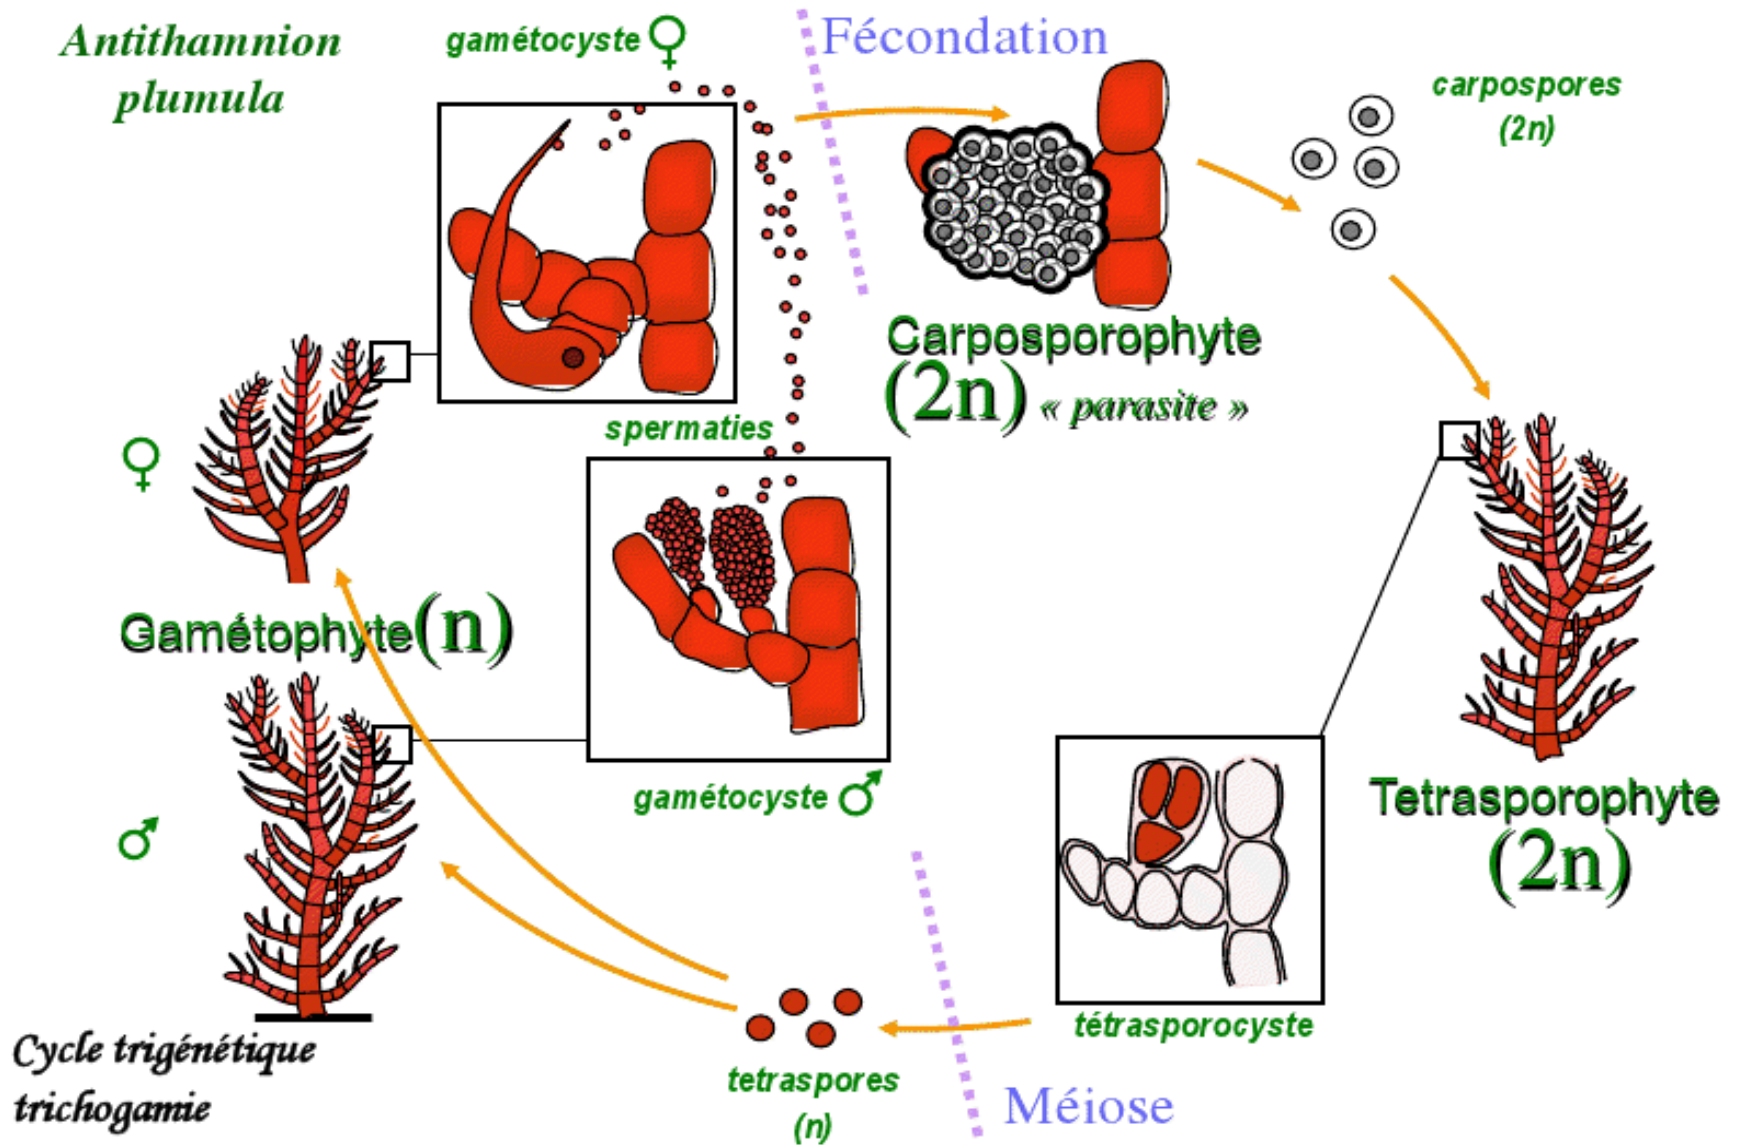 Antithamnion
plumula
gamétocyste ♀
Fécondation
carpospores
(2n)
Carposporophyte
(2n) « parasite »
spermaties
♀
Gamétophyte (n)
gamétocyste ♂
♂
Tetrasporophyte
(2n)
tétrasporocyste
Cycle trigénétique
trichogamie
tetraspores
(n)
Méiose